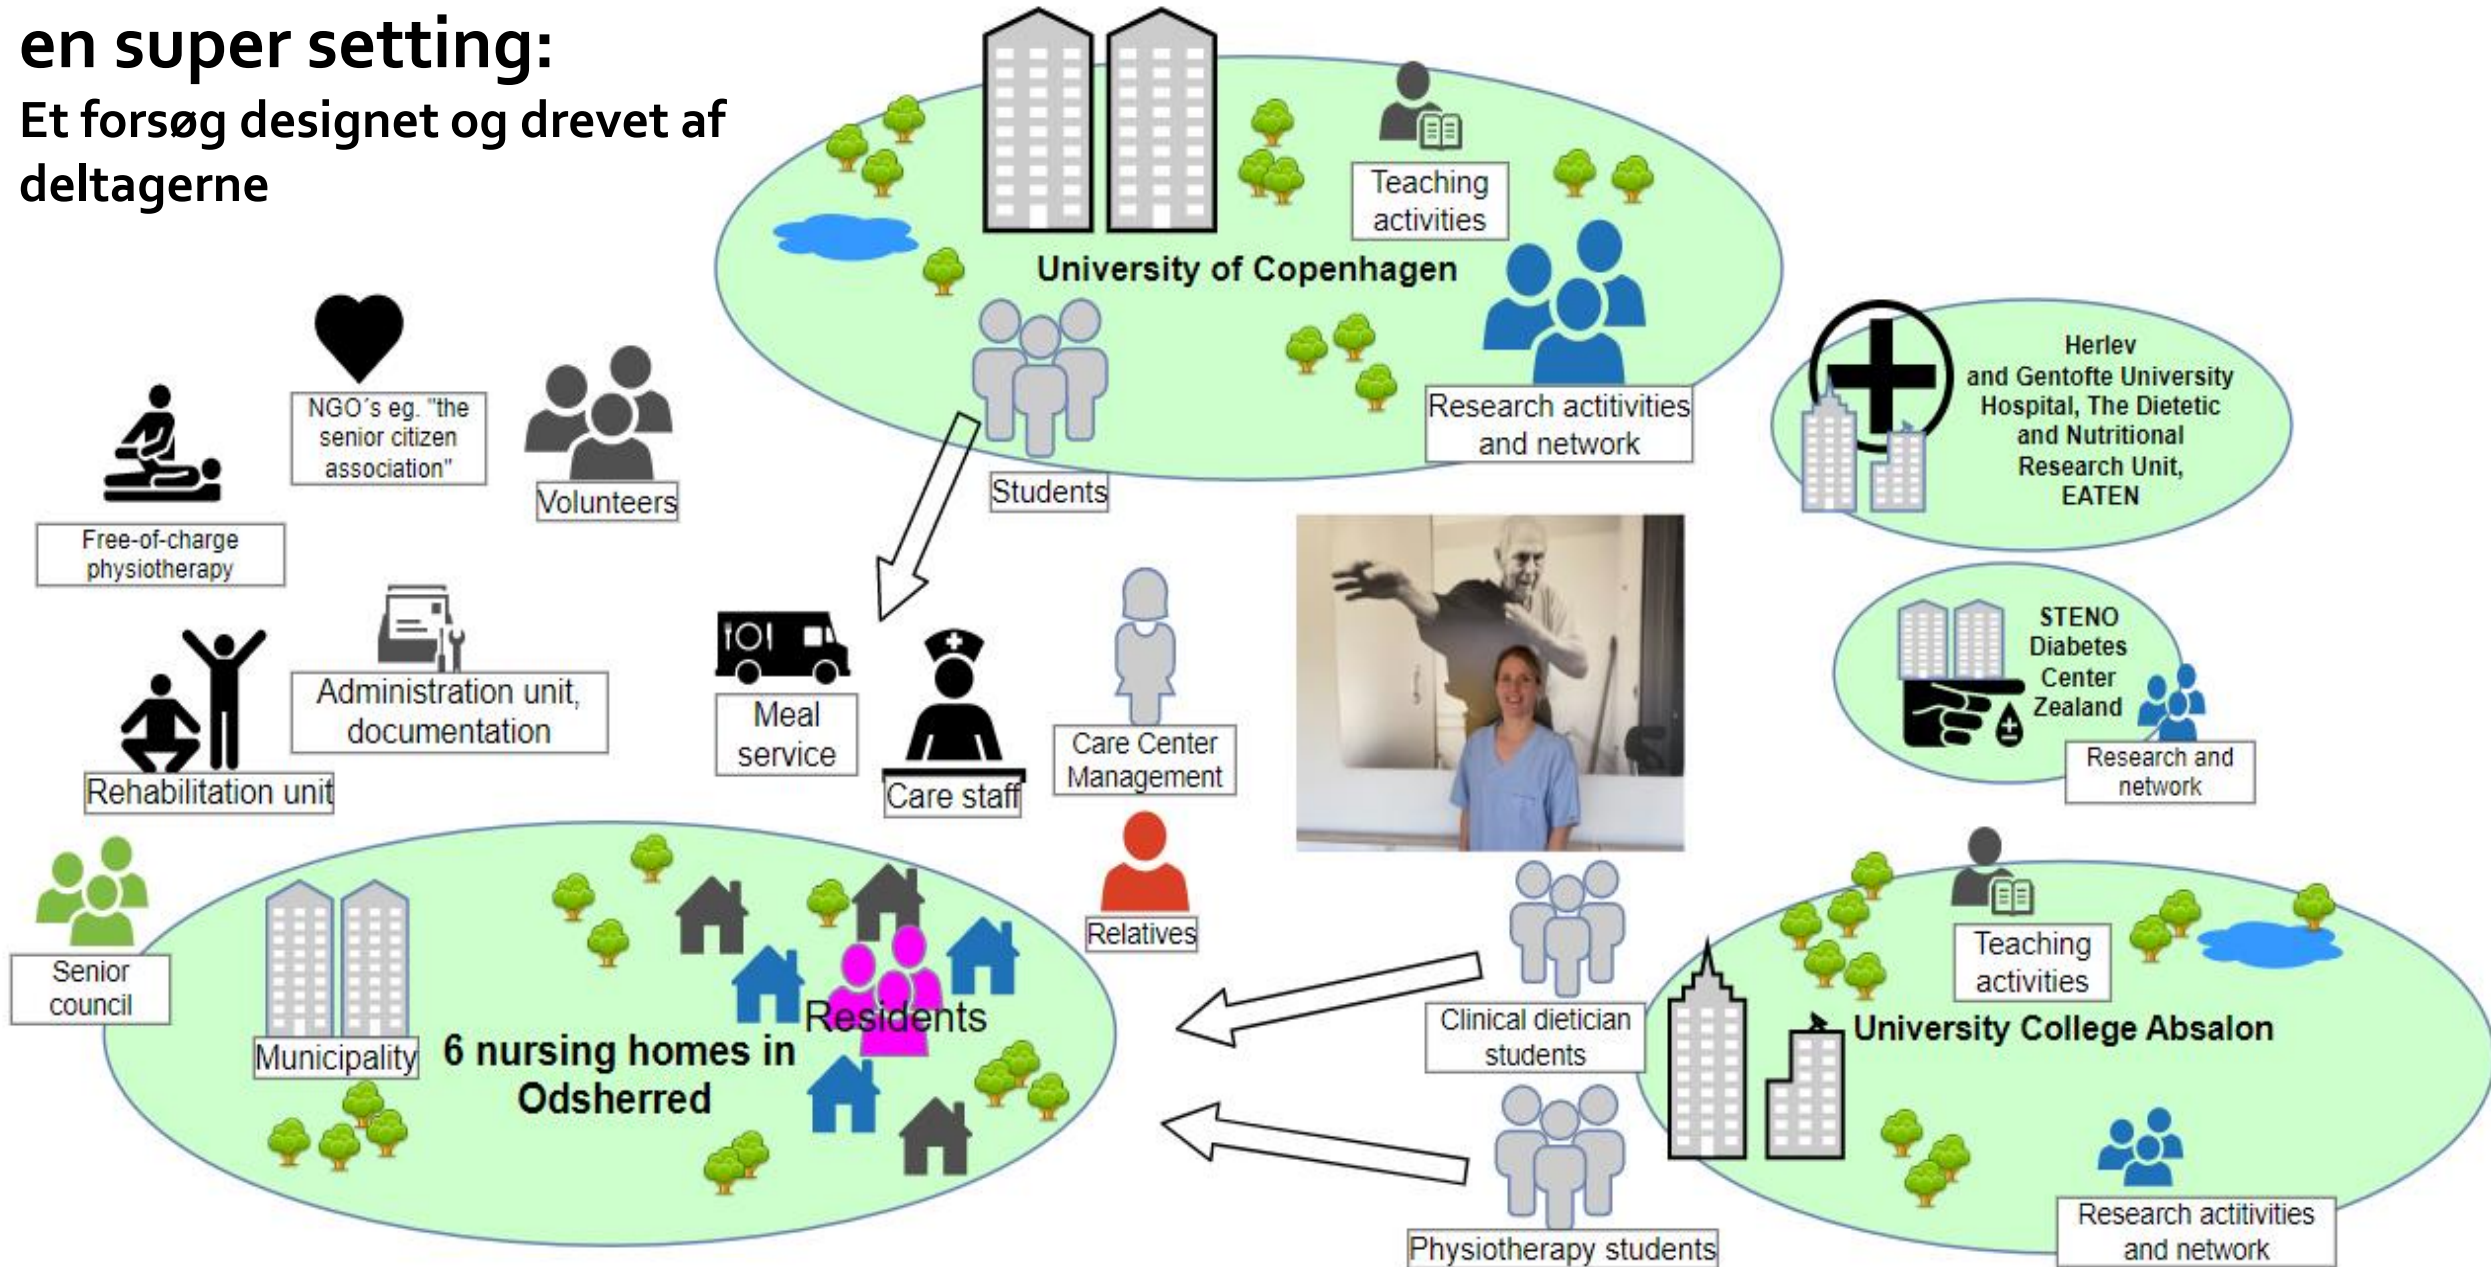 en super setting:
Et forsøg designet og drevet af
deltagerne
Teaching
activities
University of Copenhagen
Research actitivities
and network
Students
NGO´s eg. "the
senior citizen
association"
Volunteers
Free-of-charge
physiotherapy
Administration unit,
documentation
Rehabilitation unit
Meal
service
Care staff
Care Center
Management
Relatives
Herlev
and Gentofte University
Hospital, The Dietetic
and Nutritional
Research Unit,
EATEN
STENO
Diabetes
Center
Zealand
Research and
network
Senior
council
Municipality
6 nursing homes in
Odsherred
Residents
Clinical dietician
students
Physiotherapy students
Teaching
activities
University College Absalon
Research actitivities
and network